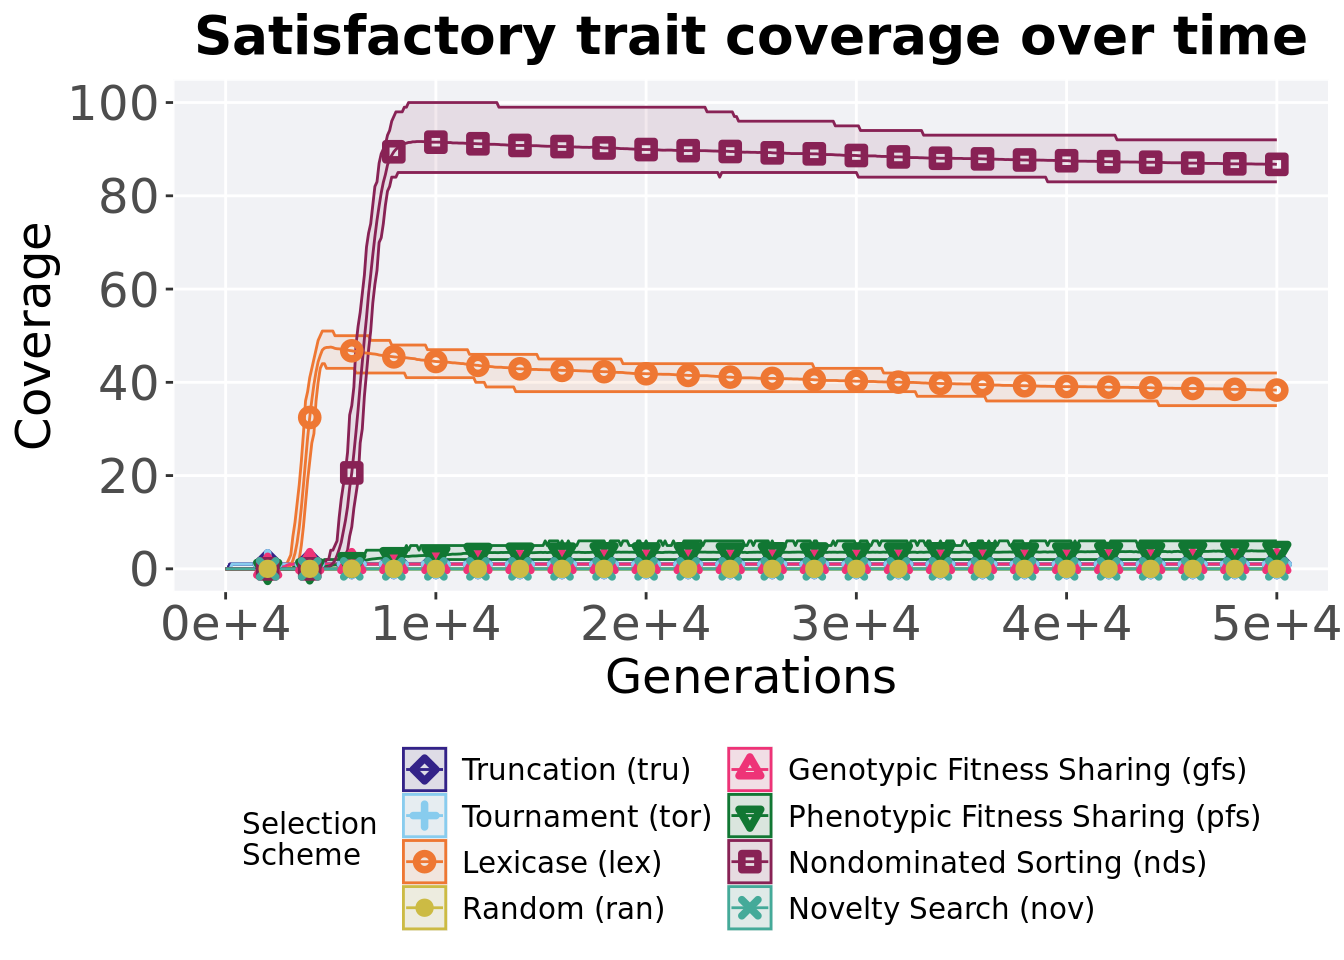 Satisfactory trait coverage over time
Coverage
100
80
60
40
20
0
0e+4 1e+4 2e+4 3e+4 4e+4 5e+4
Generations
Selection
Scheme
Truncation (tru)
Tournament (tor)
Lexicase (lex)
Random (ran)
Genotypic Fitness Sharing (gfs)
Phenotypic Fitness Sharing (pfs)
Nondominated Sorting (nds)
Novelty Search (nov)